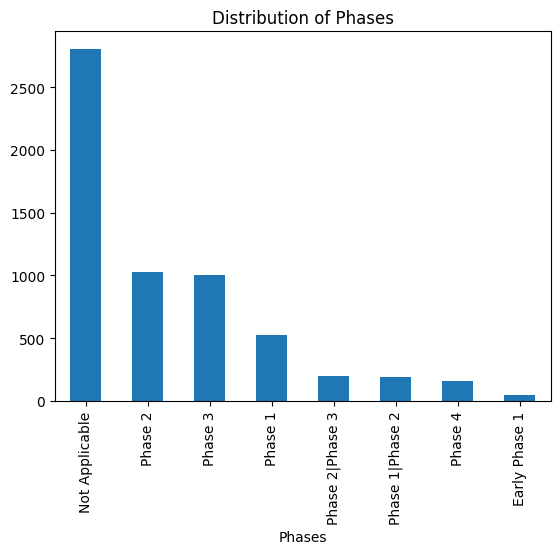 Distribution of Phases
2500
2000
1500
1000
500
0
Not Applicable
Phase 2
Phase 3
Phase 1
Phase 2|Phase 3
Phase 1|Phase 2
Phase 4
Early Phase 1
Phases